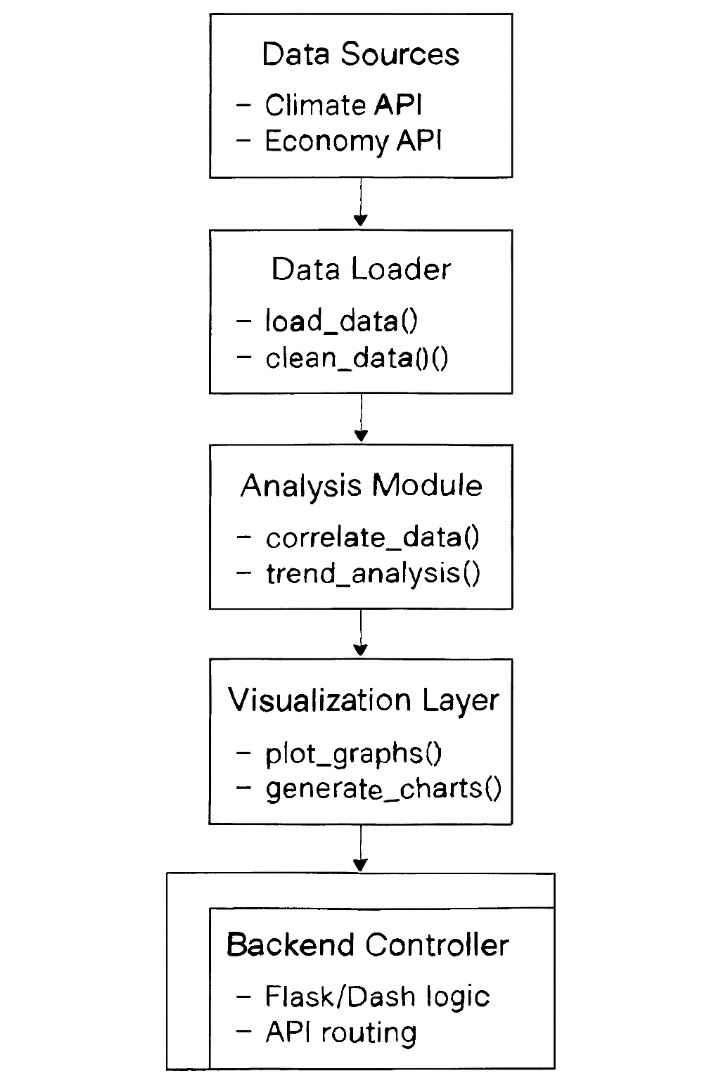 Data Sources
– Climate API
– Economy API
Data Loader
– load_data()
– clean_data()()
Analysis Module
– correlate_data()
– trend_analysis()
Visualization Layer
– plot_graphs()
– generate_charts()
Backend Controller
– Flask/Dash logic
– API routing